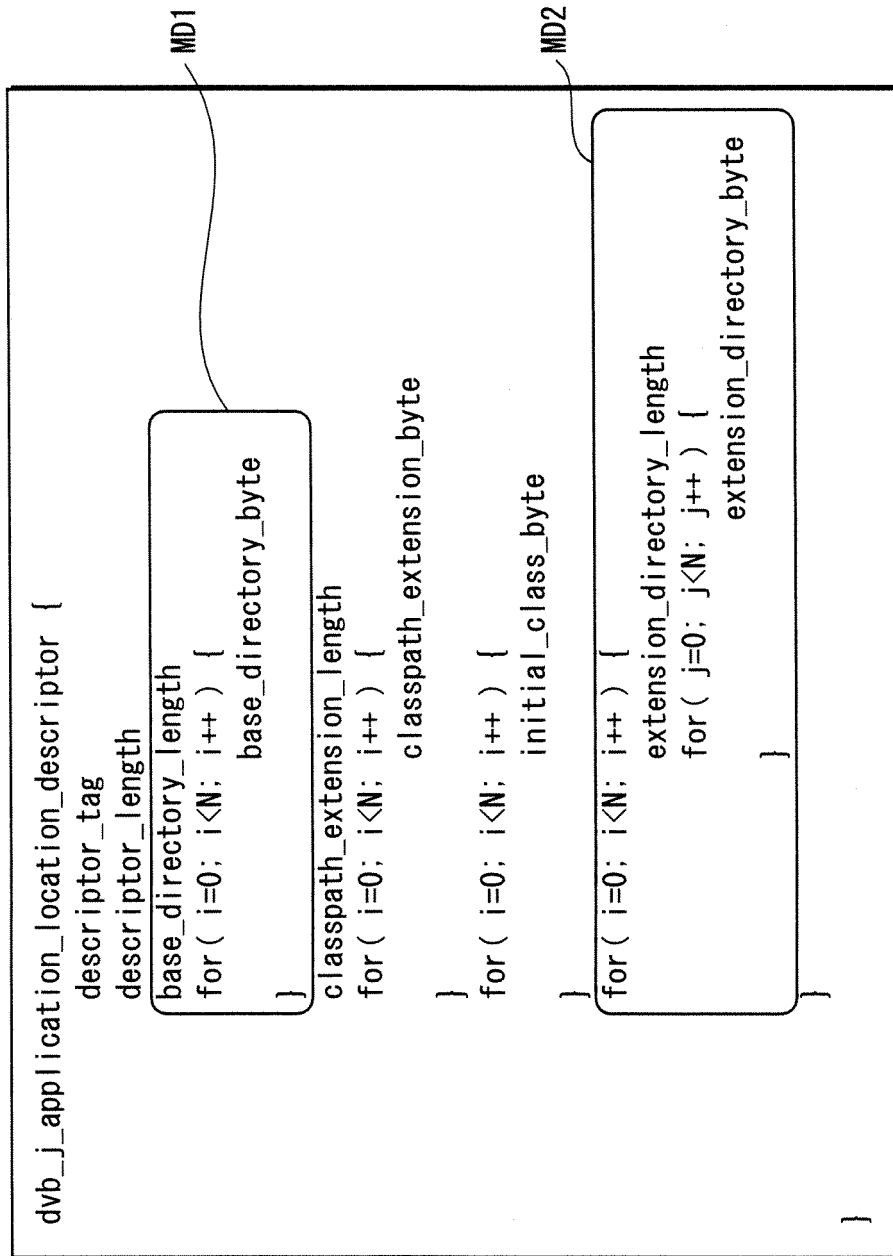 dvb_j_application_location_descriptor {
descriptor_tag
descriptor_length
base_directory_length
for( i=0; i<N; i++ ) {
base_directory_byte
}
classpath_extension_length
for( i=0; i<N; i++ ) {
classpath_extension_byte
}
for( i=0; i<N; i++ ) {
initial_class_byte
}
for( i=0; i<N; i++ ) {
extension_directory_length
for( j=0; j<N; j++ ) {
extension_directory_byte
}
}
}
MD1
MD2